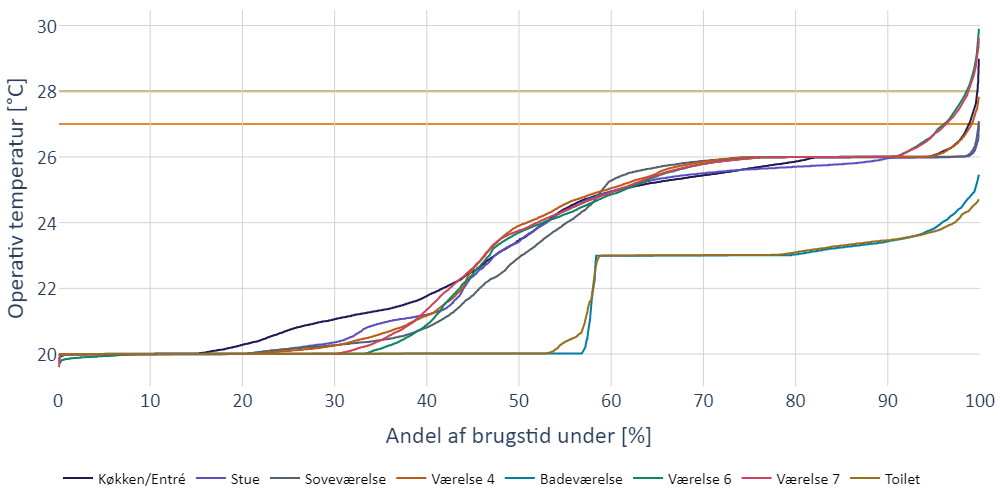 Operativ temperatur [°C]
30
28
26
24
22
20
0 10 20 30 40 50 60 70 80 90 100
Andel af brugstid under [%]
Køkken/Entré Stue Soveværelse Værelse 4 Badeværelse Værelse 6 Værelse 7 Toilet